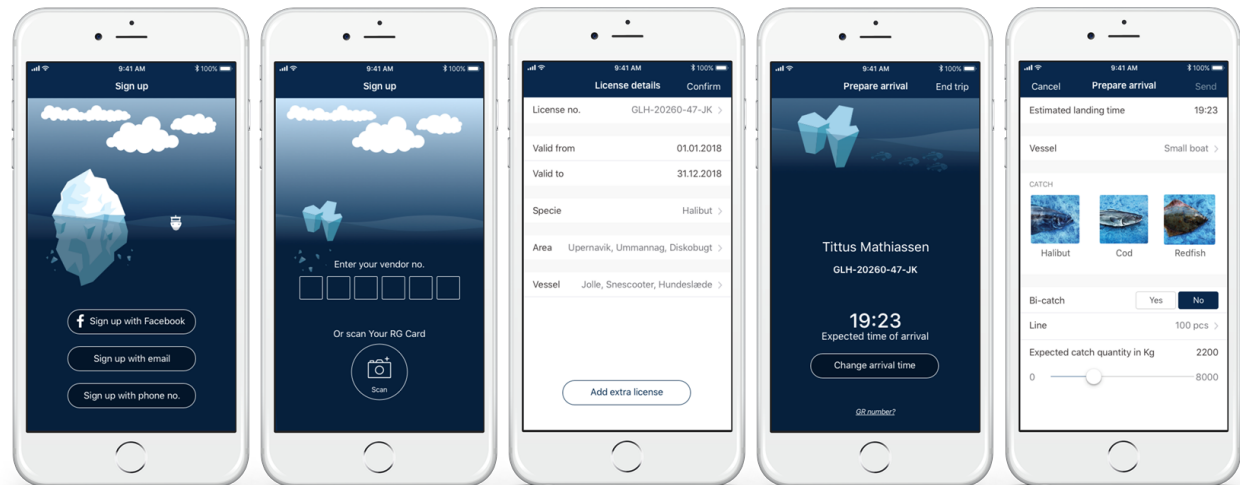 9:41 AM
100%
Sign up
Sign up with Facebook
Sign up with email
Sign up with phone no.
9:41 AM
100%
Sign up
Enter your vendor no.
Or scan Your RG Card
Scan
9:41 AM
100%
License details
Confirm
License no.
GLH-20260-47-JK
Valid from
01.01.2018
Valid to
31.12.2018
Specie
Halibut
Area
Upernavik, Ummannag, Diskobugt
Vessel
Jolle, Snescooter, Hundeslæde
Add extra license
9:41 AM
100%
Prepare arrival
End trip
Tittus Mathiassen
GLH-20260-47-JK
19:23
Expected time of arrival
Change arrival time
GR number?
9:41 AM
100%
Cancel
Prepare arrival
Send
Estimated landing time
19:23
Vessel
Small boat
CATCH
Halibut
Cod
Redfish
Bi-catch
Yes
No
Line
100 pcs
Expected catch quantity in Kg
2200
0
8000